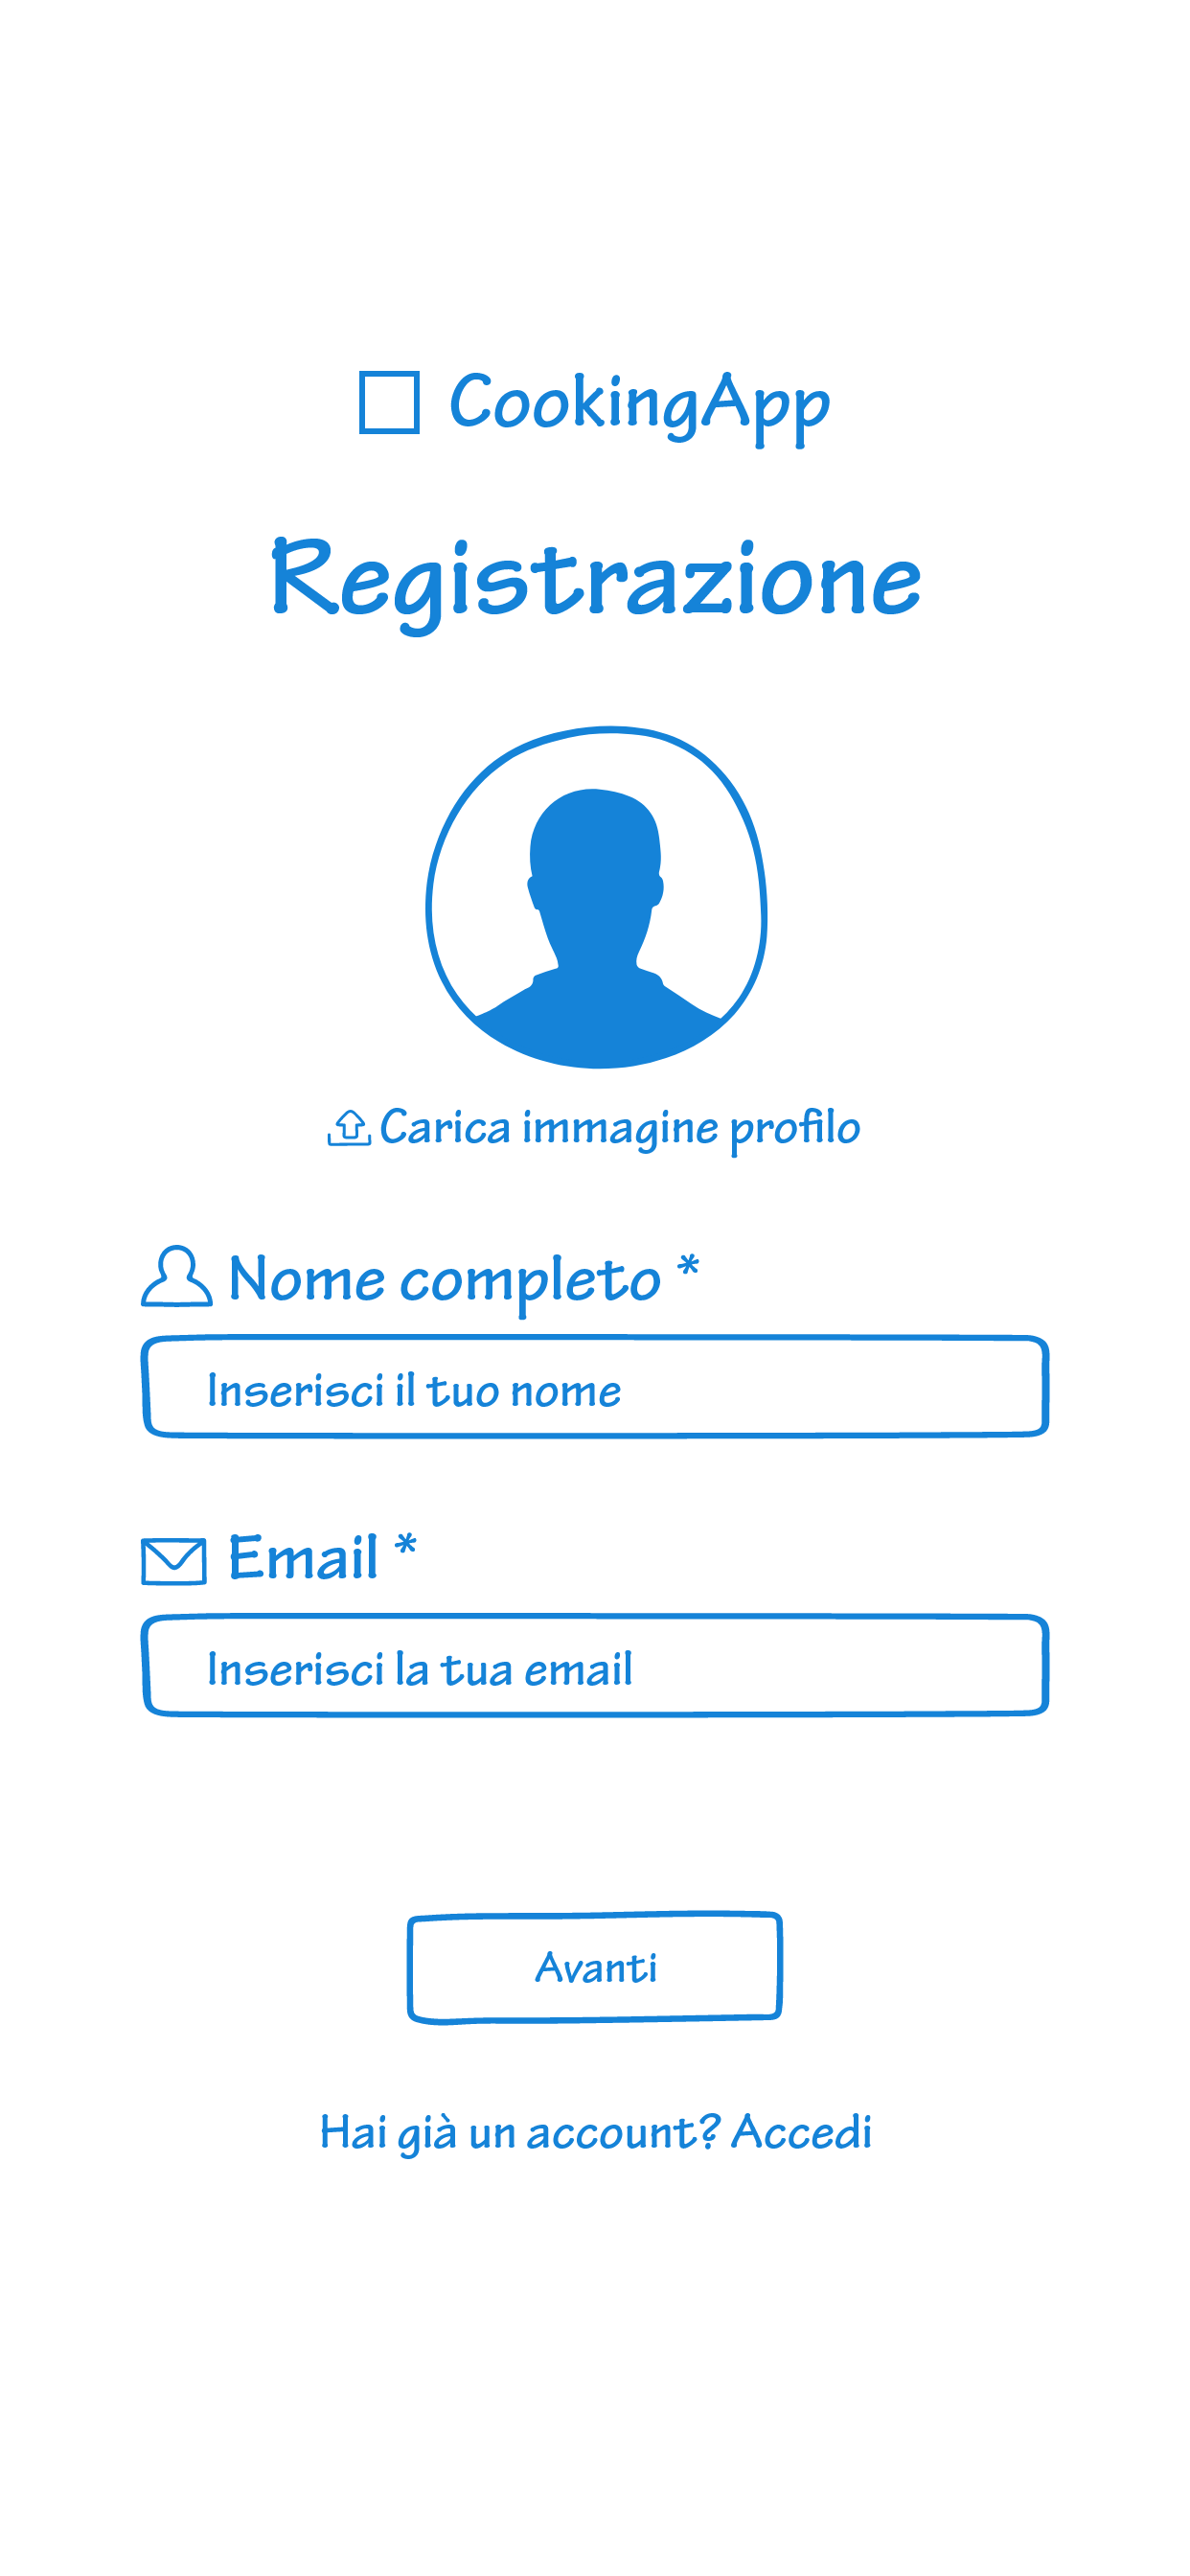 CookingApp
Registrazione
Carica immagine profilo
Nome completo *
Inserisci il tuo nome
Email *
Inserisci la tua email
Avanti
Hai già un account? Accedi